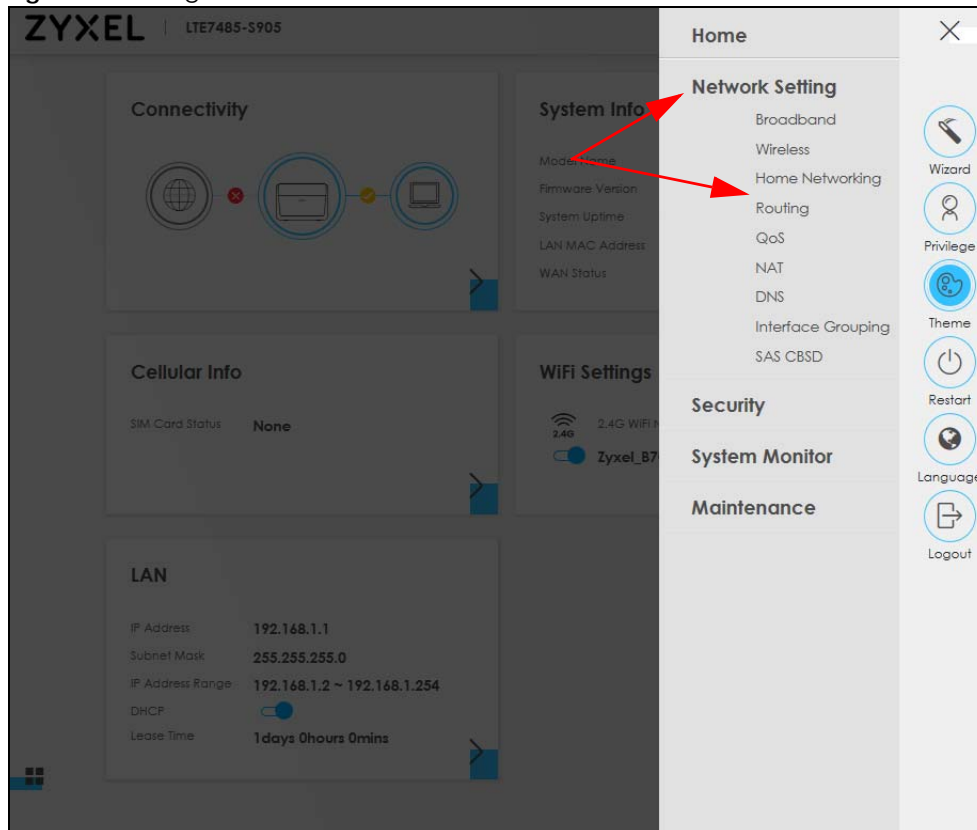 ZYXEL | LTE7485-S905
Connectivity
System Info
Model Name
Firmware Version
System Uptime
LAN MAC Address
WAN Status
Cellular Info
SIM Card Status None
WiFi Settings
2.4G
2.4G WiFi
LAN
IP Address 192.168.1.1
Subnet Mask 255.255.255.0
IP Address Range 192.168.1.2 ~ 192.168.1.254
DHCP
Lease Time 1days 0hours 0mins
Home
Network Setting
Broadband
Wireless
Home Networking
Routing
QoS
NAT
DNS
Interface Grouping
SAS CBSD
Security
System Monitor
Maintenance
Wizard
Privilege
Theme
Restart
Language
Logout